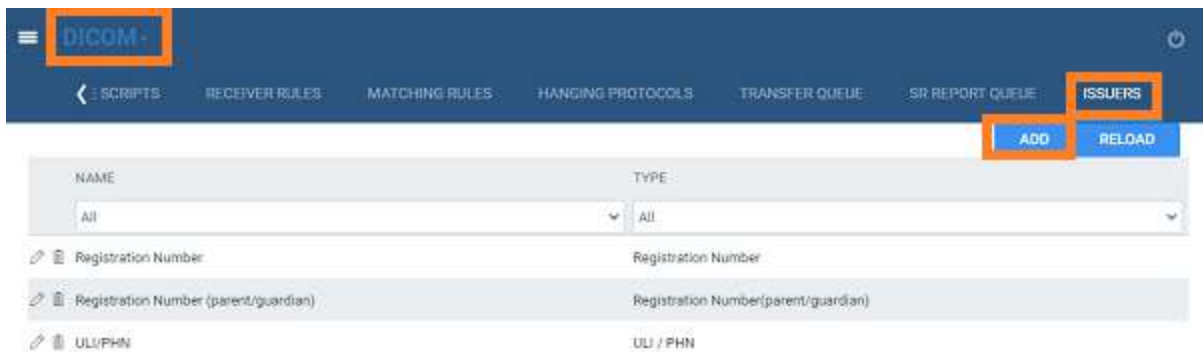 DICOM
SCRIPTS RECEIVER RULES MATCHING RULES HANGING PROTOCOLS TRANSFER QUEUE SR REPORT QUEUE ISSUERS
ADD RELOAD
NAME TYPE
All All
Registration Number Registration Number
Registration Number (parent/guardian) Registration Number(parent/guardian)
ULI/PHN ULI / PHN